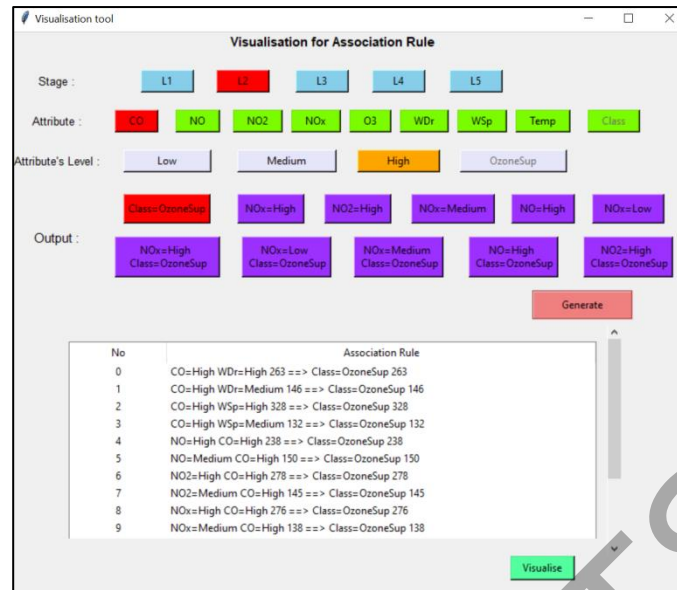 Visualisation tool
Visualisation for Association Rule
Stage : L1 L2 L3 L4 L5
Attribute : CO NO NO2 NOx O3 WDr WSp Temp Class
Attribute's Level : Low Medium High OzoneSup
Output :
Class=OzoneSup NOx=High NO2=High NOx=Medium NO=High NOx=Low
NOx=High NOx=Low NOx=Medium NO=High NO2=High
Class=OzoneSup Class=OzoneSup Class=OzoneSup Class=OzoneSup Class=OzoneSup
Generate
No Association Rule
0 CO=High WDr=High 263 ==> Class=OzoneSup 263
1 CO=High WDr=Medium 146 ==> Class=OzoneSup 146
2 CO=High WSp=High 328 ==> Class=OzoneSup 328
3 CO=High WSp=Medium 132 ==> Class=OzoneSup 132
4 NO=High CO=High 238 ==> Class=OzoneSup 238
5 NO=Medium CO=High 150 ==> Class=OzoneSup 150
6 NO2=High CO=High 278 ==> Class=OzoneSup 278
7 NO2=Medium CO=High 145 ==> Class=OzoneSup 145
8 NOx=High CO=High 276 ==> Class=OzoneSup 276
9 NOx=Medium CO=High 138 ==> Class=OzoneSup 138
Visualise